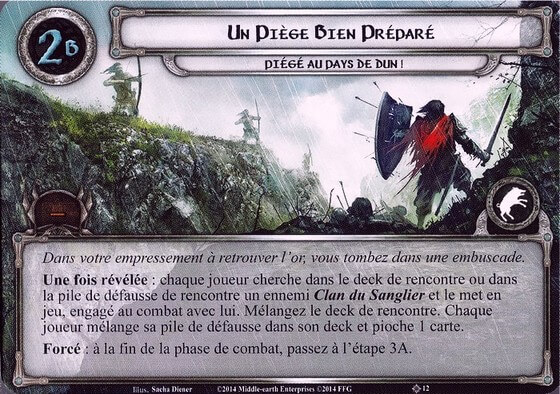 2B
Un Piège Bien Préparé
Piégé au Pays de Dun !
Dans votre empressement à retrouver l'or, vous tombez dans une embuscade.
Une fois révélée : chaque joueur cherche dans le deck de rencontre ou dans
la pile de défausse de rencontre un ennemi Clan du Sanglier et le met en
jeu, engagé au combat avec lui. Mélangez le deck de rencontre. Chaque
joueur mélange sa pile de défausse dans son deck et pioche 1 carte.
Forcé : à la fin de la phase de combat, passez à l'étape 3A.
Illus. Sacha Diener ©2014 Middle-earth Enterprises ©2014 FFG 12